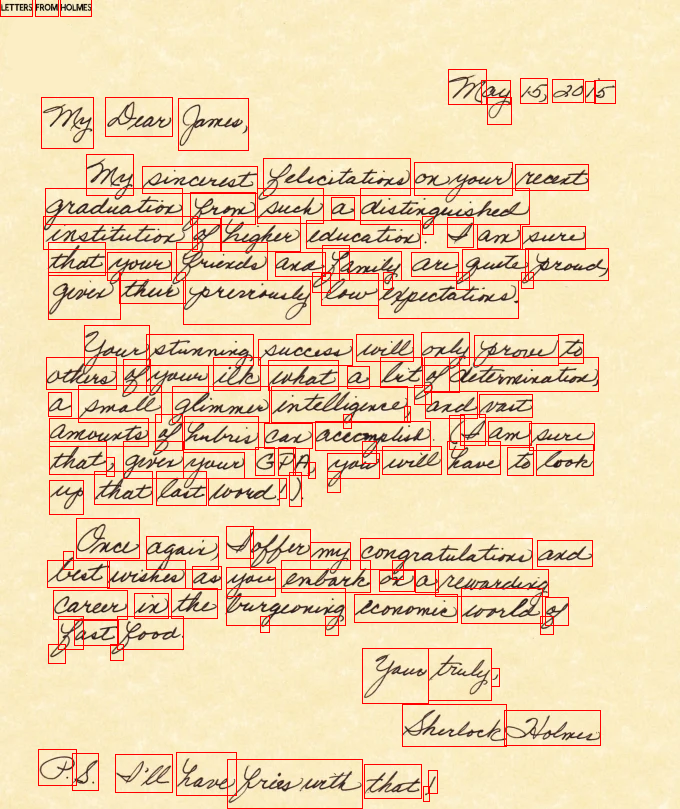 LETTERS FROM HOLMES
May 15, 2015
My Dear James,
My sincerest felicitations on your recent
graduation from such a distinguished
institution of higher education. I am sure
that your friends and family are quite proud,
given their previously low expectations.
Your stunning success will only prove to
others of your ilk what a bit of determination,
a small glimmer intelligence, and vast
amounts of hubris can accomplish. (I am sure
that, given your GPA, you will have to look
up that last word!).
Once again, I offer my congratulations and
best wishes as you embark on a rewarding
career in the burgeoning economic world of
fast food.
Yours truly,
Sherlock Holmes
P.S. I'll have fries with that!